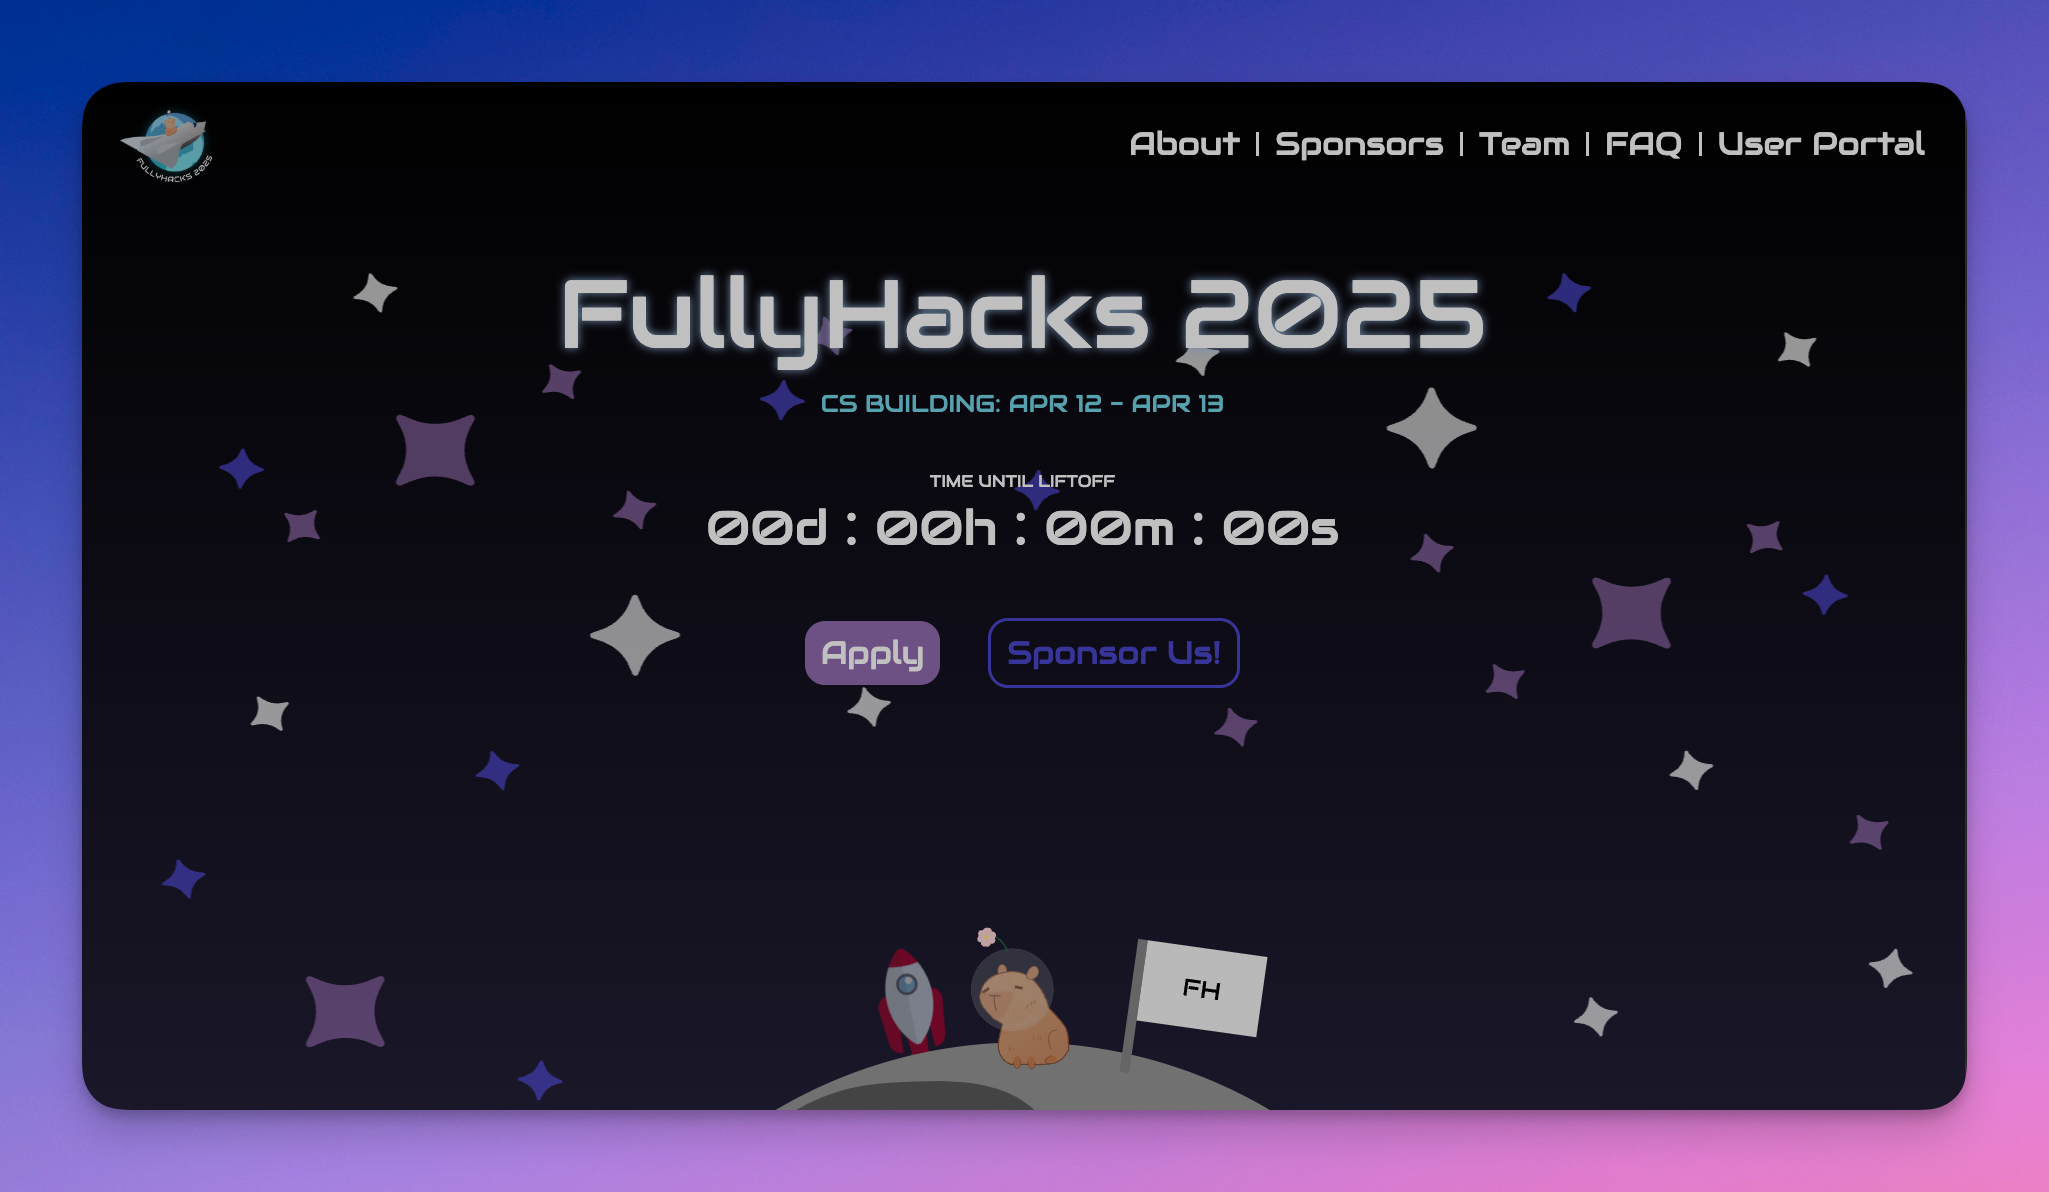 FULLYHACKS 2025
About | Sponsors | Team | FAQ | User Portal
FullyHacks 2025
CS BUILDING: APR 12 - APR 13
TIME UNTIL LIFTOFF
00d : 00h : 00m : 00s
Apply
Sponsor Us!
FH